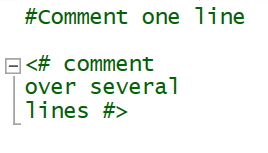 #Comment one line
<# comment
over several
lines #>